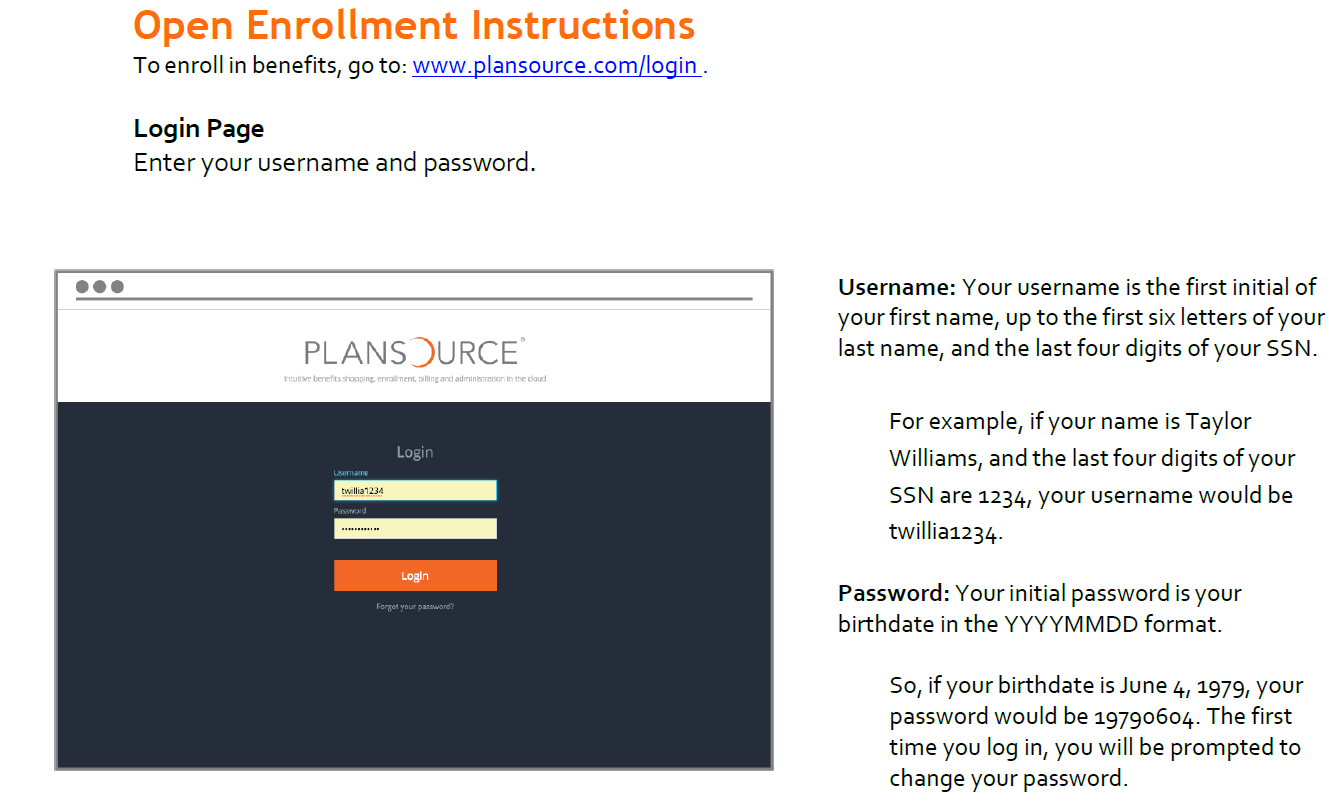 Open Enrollment Instructions
To enroll in benefits, go to: www.plansource.com/login .
Login Page
Enter your username and password.
PLANSOURCE®
Intuitive benefits shopping, enrollment, billing and administration in the cloud
Login
Username
twillia1234
Password
••••••••••••
Login
Forgot your password?
Username: Your username is the first initial of
your first name, up to the first six letters of your
last name, and the last four digits of your SSN.
For example, if your name is Taylor
Williams, and the last four digits of your
SSN are 1234, your username would be
twillia1234.
Password: Your initial password is your
birthdate in the YYYYMMDD format.
So, if your birthdate is June 4, 1979, your
password would be 19790604. The first
time you log in, you will be prompted to
change your password.